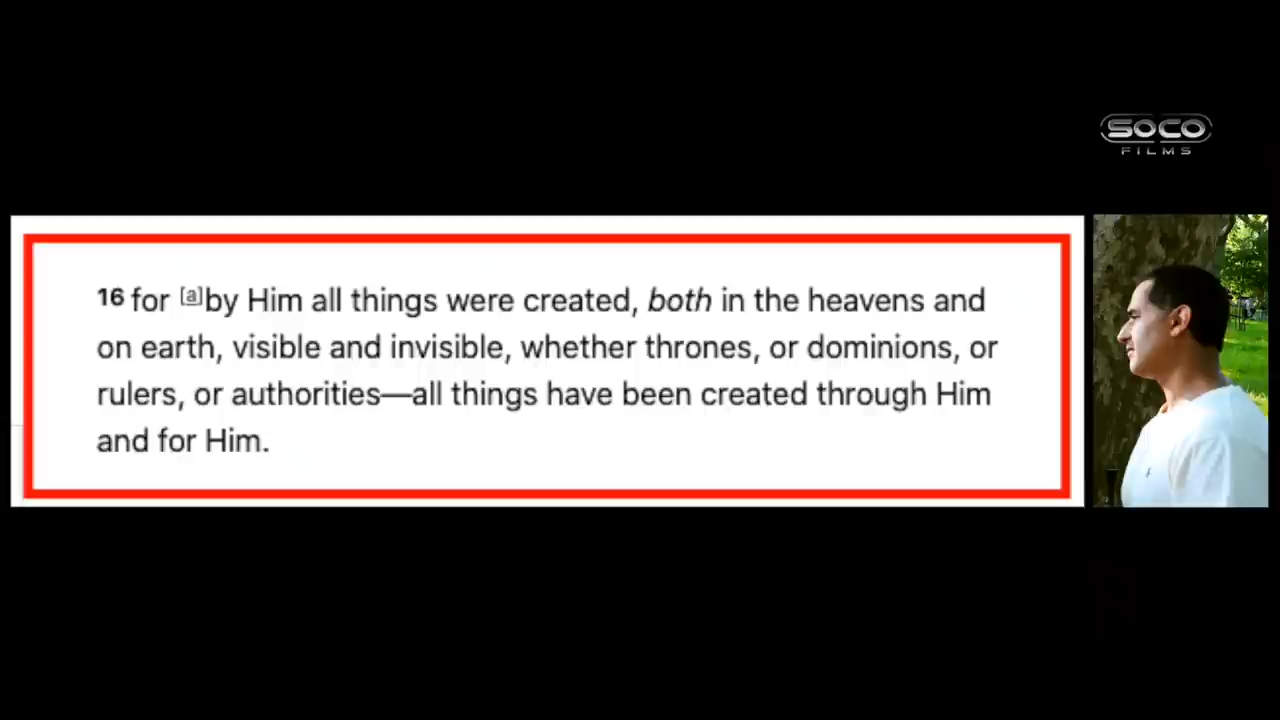 SOCO
FILMS
16 for [a]by Him all things were created, both in the heavens and
on earth, visible and invisible, whether thrones, or dominions, or
rulers, or authorities—all things have been created through Him
and for Him.